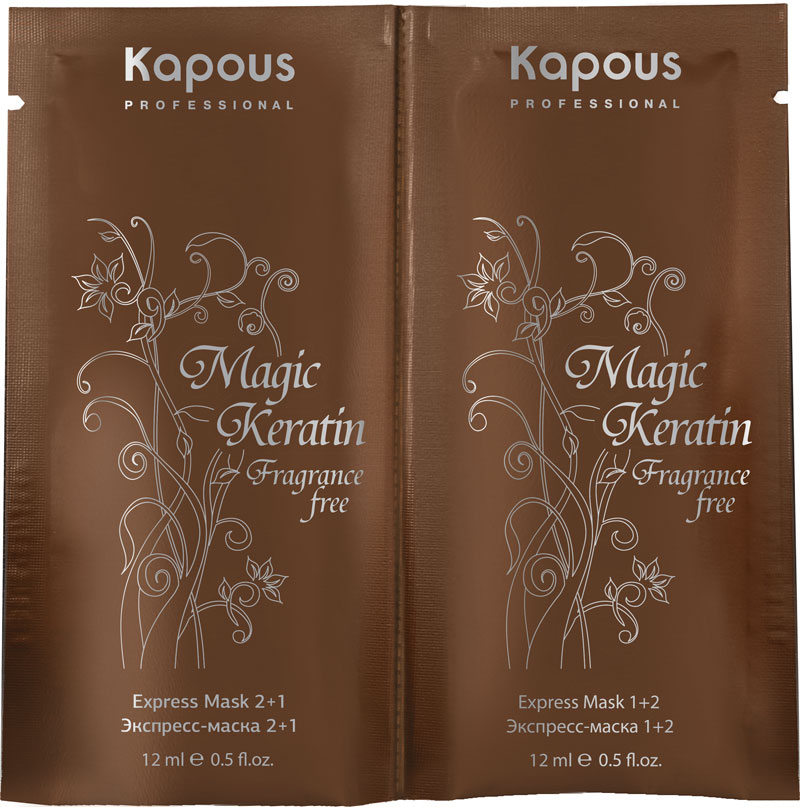 Kapous
PROFESSIONAL
Magic
Keratin
Fragrance
free
Express Mask 2+1
Экспресс-маска 2+1
12 ml ℮ 0.5 fl.oz.
Kapous
PROFESSIONAL
Magic
Keratin
Fragrance
free
Express Mask 1+2
Экспресс-маска 1+2
12 ml ℮ 0.5 fl.oz.